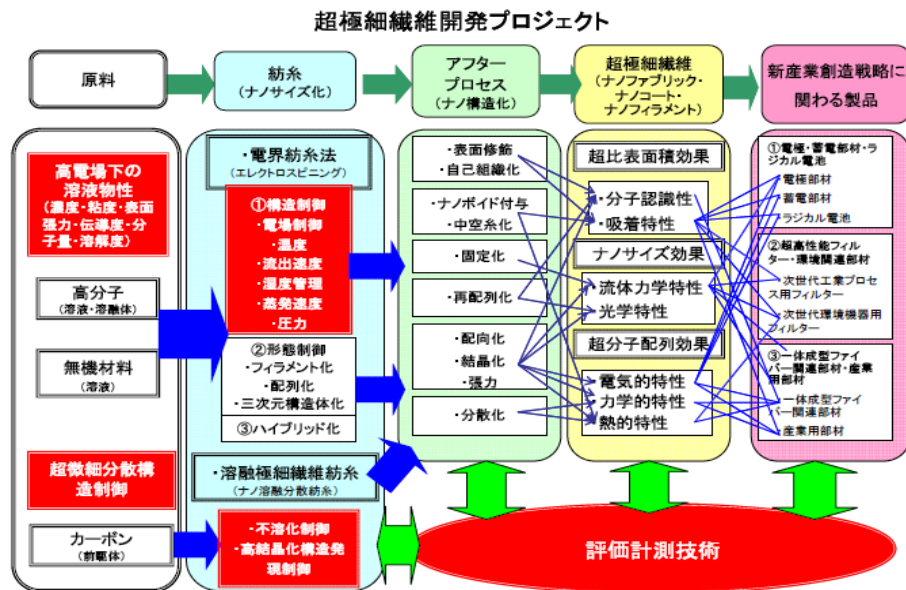 超極細繊維開発プロジェクト
原料
紡糸
(ナノサイズ化)
アフター
プロセス
(ナノ構造化)
超極細繊維
(ナノファブリック・
ナノコート・
ナノフィラメント)
新産業創造戦略に
関わる製品
高電場下の
溶液物性
(濃度・粘度・表面
張力・伝導度・分
子量・溶解度)
高分子
(溶液・溶融体)
無機材料
(溶液)
超微細分散構
造制御
カーボン
(前駆体)
・電界紡糸法
(エレクトロスピニング)
①構造制御
・電場制御
・温度
・流出速度
・湿度管理
・蒸発速度
・圧力
②形態制御
・フィラメント化
・配列化
・三次元構造体化
③ハイブリッド化
・溶融極細繊維紡糸
(ナノ溶融分散紡糸)
・不溶化制御
・高結晶化構造発
現制御
・表面修飾
・自己組織化
・ナノボイド付与
・中空糸化
・固定化
・再配列化
・配向化
・結晶化
・張力
・分散化
超比表面積効果
・分子認識性
・吸着特性
ナノサイズ効果
・流体力学特性
・光学特性
超分子配列効果
・電気的特性
・力学的特性
・熱的特性
①電極・蓄電部材・ラ
ジカル電池
・電極部材
・蓄電部材
・ラジカル電池
②超高性能フィル
ター・環境関連部材
・次世代工業プロセ
ス用フィルター
・次世代環境機器用
フィルター
③一体成型ファイ
バー関連部材・産業
用部材
・一体成型ファイ
バー関連部材
・産業用部材
評価計測技術